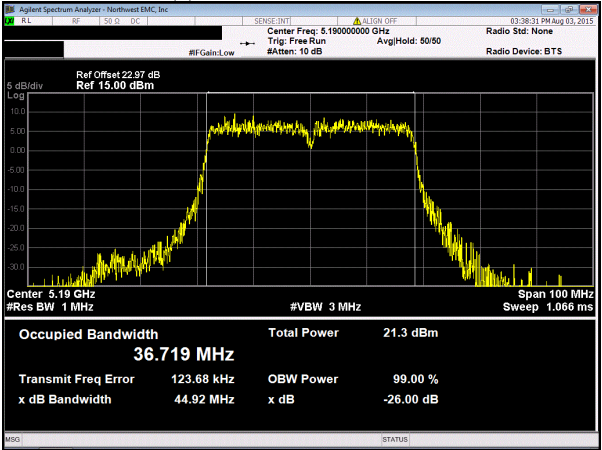 Agilent Spectrum Analyzer - Northwest EMC, Inc
RL RF 50 Ω DC SENSE:INT ALIGN OFF 03:38:31 PM Aug 03, 2015
Center Freq: 5.190000000 GHz Radio Std: None
Trig: Free Run Avg|Hold: 50/50
#IFGain:Low #Atten: 10 dB Radio Device: BTS
Ref Offset 22.97 dB
5 dB/div Ref 15.00 dBm
Log
10.0
5.00
0.00
-5.00
-10.0
-15.0
-20.0
-25.0
-30.0
Center 5.19 GHz Span 100 MHz
#Res BW 1 MHz #VBW 3 MHz Sweep 1.066 ms
Occupied Bandwidth Total Power 21.3 dBm
36.719 MHz
Transmit Freq Error 123.68 kHz OBW Power 99.00 %
x dB Bandwidth 44.92 MHz x dB -26.00 dB
MSG STATUS